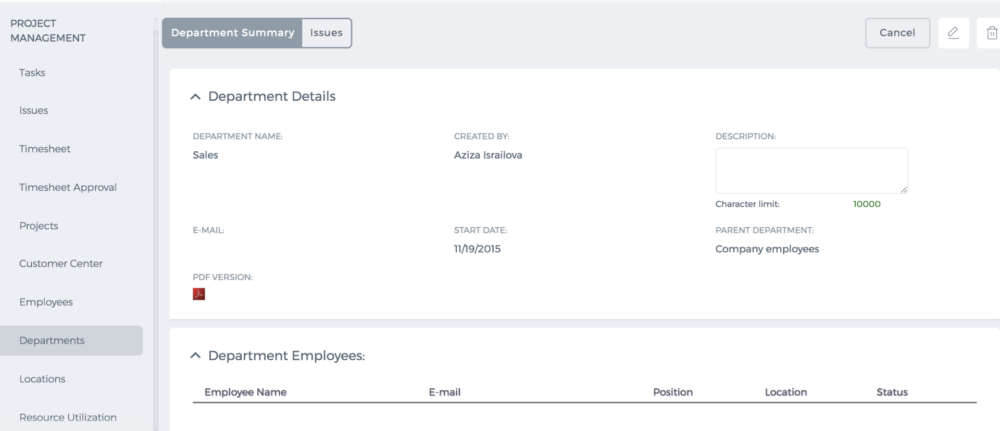 PROJECT
MANAGEMENT
Tasks
Issues
Timesheet
Timesheet Approval
Projects
Customer Center
Employees
Departments
Locations
Resource Utilization
Department Summary
Issues
Cancel
Department Details
DEPARTMENT NAME:
Sales
CREATED BY:
Aziza Israilova
DESCRIPTION:
Character limit: 10000
E-MAIL:
START DATE:
11/19/2015
PARENT DEPARTMENT:
Company employees
PDF VERSION:
Department Employees:
Employee Name E-mail Position Location Status